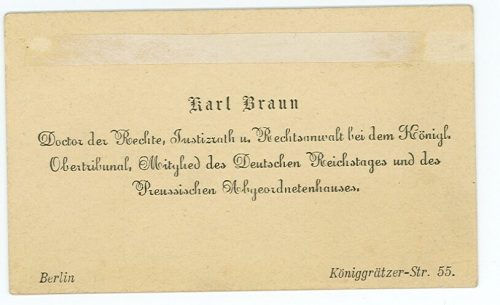 Karl Braun
Doctor der Rechte, Justizrath u. Rechtsanwalt bei dem Königl.
Obertribunal, Mitglied des Deutschen Reichstages und des
Preussischen Abgeordnetenhauses.
Berlin
Königgrätzer-Str. 55.